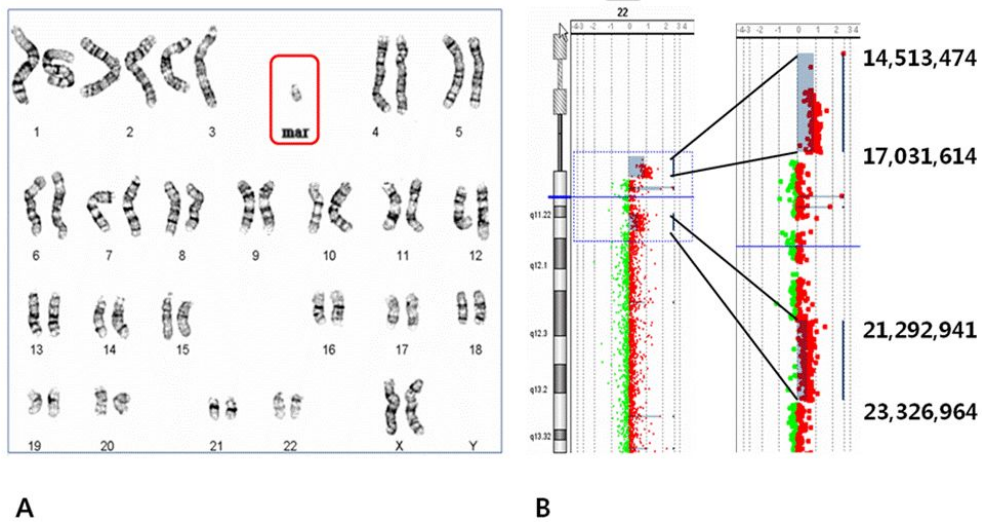 mar
1 2 3 4 5
6 7 8 9 10 11 12
13 14 15 16 17 18
19 20 21 22 X Y
A
22
-4-3 -2 -1 0 1 2 3 4
q11.22
q12.1
q12.3
q13.2
q13.32
-4-3 -2 -1 0 1 2 3 4
14,513,474
17,031,614
21,292,941
23,326,964
B